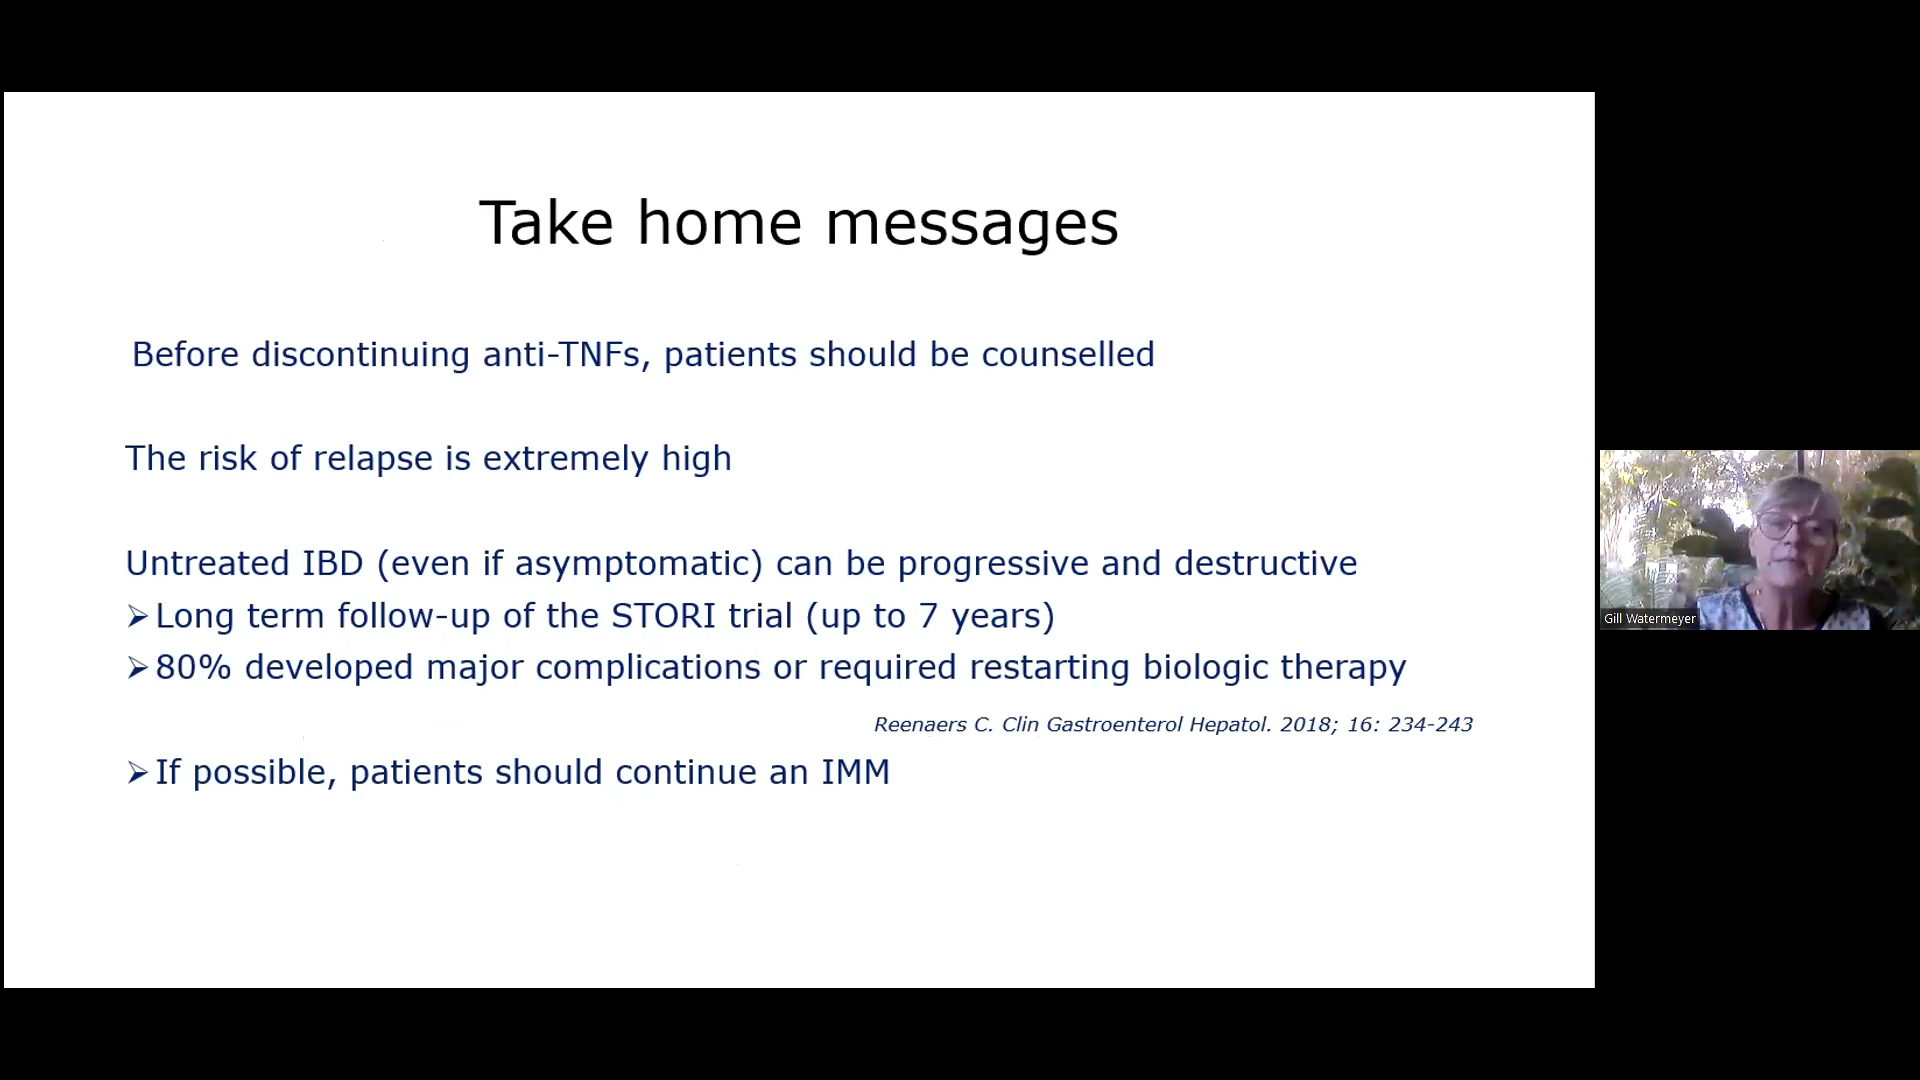 Take home messages
Before discontinuing anti-TNFs, patients should be counselled
The risk of relapse is extremely high
Untreated IBD (even if asymptomatic) can be progressive and destructive
➢Long term follow-up of the STORI trial (up to 7 years)
➢80% developed major complications or required restarting biologic therapy
Reenaers C. Clin Gastroenterol Hepatol. 2018; 16: 234-243
➢If possible, patients should continue an IMM
Gill Watermeyer